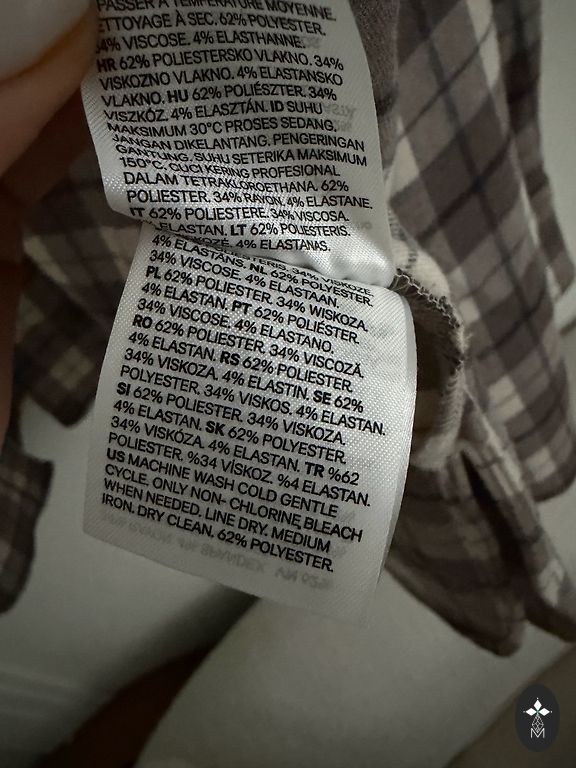 PASSER À TEMPÉRATURE MOYENNE.
NETTOYAGE À SEC. 62% POLYESTER.
34% VISCOSE. 4% ELASTHANNE.
HR 62% POLIESTERSKO VLAKNO. 34%
VISKOZNO VLAKNO. 4% ELASTANSKO
VLAKNO. HU 62% POLIÉSZTER. 34%
VISZKÓZ. 4% ELASZTÁN. ID SUHU
MAKSIMUM 30°C PROSES SEDANG.
JANGAN DIKELANTANG. PENGERINGAN
GANTUNG. SUHU SETERIKA MAKSIMUM
150°C. CUCI KERING PROFESIONAL
DALAM TETRAKLOROETHANA. 62%
POLIESTER. 34% RAYON. 4% ELASTANE.
IT 62% POLIESTERE. 34% VISCOSA.
ELASTAN. LT 62% POLIESTERIS.
4% ELASTANAS.
4% ELASTĀNS. NL 62% POLYESTER.
34% VISCOSE. 4% ELASTAAN.
PL 62% POLIESTER. 34% WISKOZA.
4% ELASTAN. PT 62% POLIÉSTER.
34% VISCOSE. 4% ELASTANO.
RO 62% POLIESTER. 34% VISCOZĂ.
4% ELASTAN. RS 62% POLIESTER.
34% VISKOZA. 4% ELASTIN. SE 62%
POLYESTER. 34% VISKOS. 4% ELASTAN.
SI 62% POLIESTER. 34% VISKOZA.
4% ELASTAN. SK 62% POLYESTER.
34% VISKÓZA. 4% ELASTAN. TR %62
POLIESTER. %34 VİSKOZ. %4 ELASTAN.
US MACHINE WASH COLD GENTLE
CYCLE. ONLY NON- CHLORINE BLEACH
WHEN NEEDED. LINE DRY. MEDIUM
IRON. DRY CLEAN. 62% POLYESTER.
M